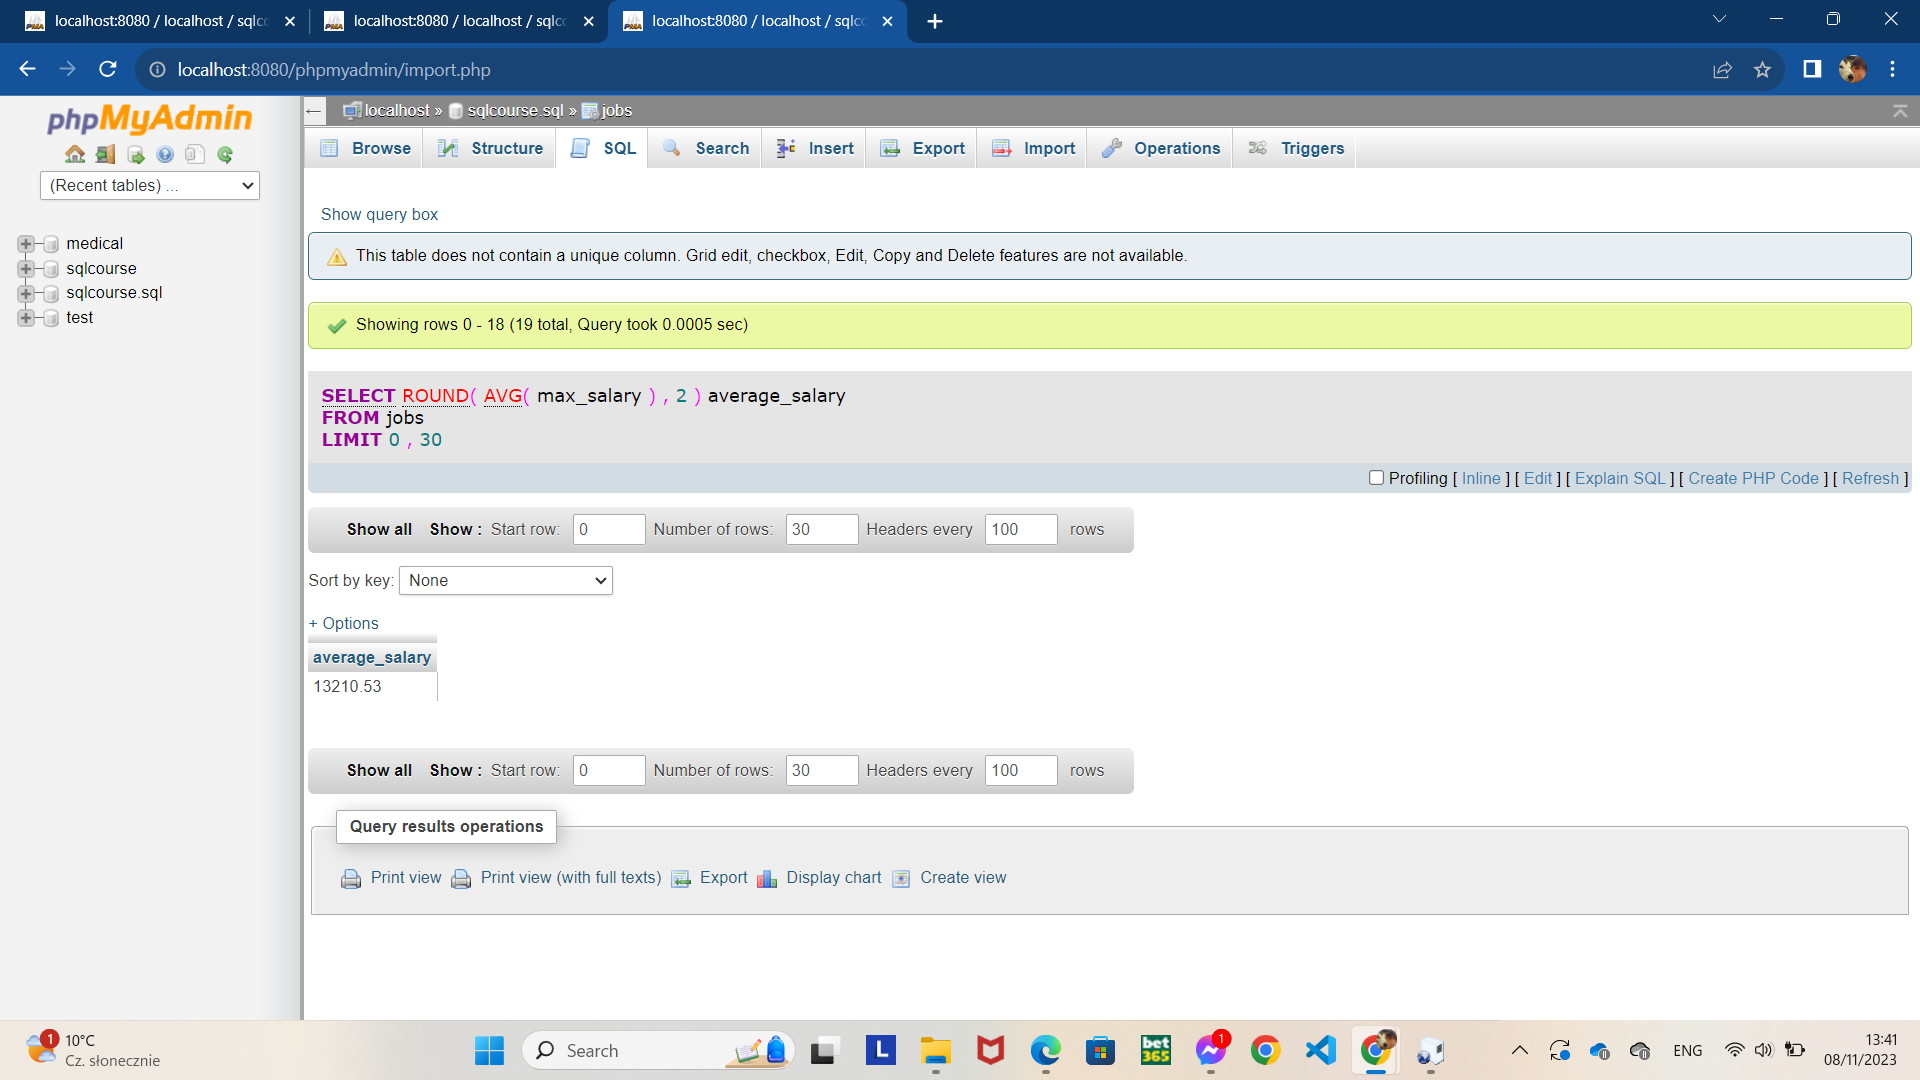 localhost:8080 / localhost / sqlco
localhost:8080 / localhost / sqlco
localhost:8080 / localhost / sqlco
localhost:8080/phpmyadmin/import.php
phpMyAdmin
(Recent tables) ...
medical
sqlcourse
sqlcourse.sql
test
localhost » sqlcourse.sql » jobs
Browse Structure SQL Search Insert Export Import Operations Triggers
Show query box
This table does not contain a unique column. Grid edit, checkbox, Edit, Copy and Delete features are not available.
Showing rows 0 - 18 (19 total, Query took 0.0005 sec)
SELECT ROUND( AVG( max_salary ) , 2 ) average_salary
FROM jobs
LIMIT 0 , 30
Profiling [ Inline ] [ Edit ] [ Explain SQL ] [ Create PHP Code ] [ Refresh ]
Show all Show : Start row: 0 Number of rows: 30 Headers every 100 rows
Sort by key: None
+ Options
average_salary
13210.53
Show all Show : Start row: 0 Number of rows: 30 Headers every 100 rows
Query results operations
Print view Print view (with full texts) Export Display chart Create view
1
10°C
Cz. słonecznie
Search
L
bet
365
1
ENG
13:41
08/11/2023